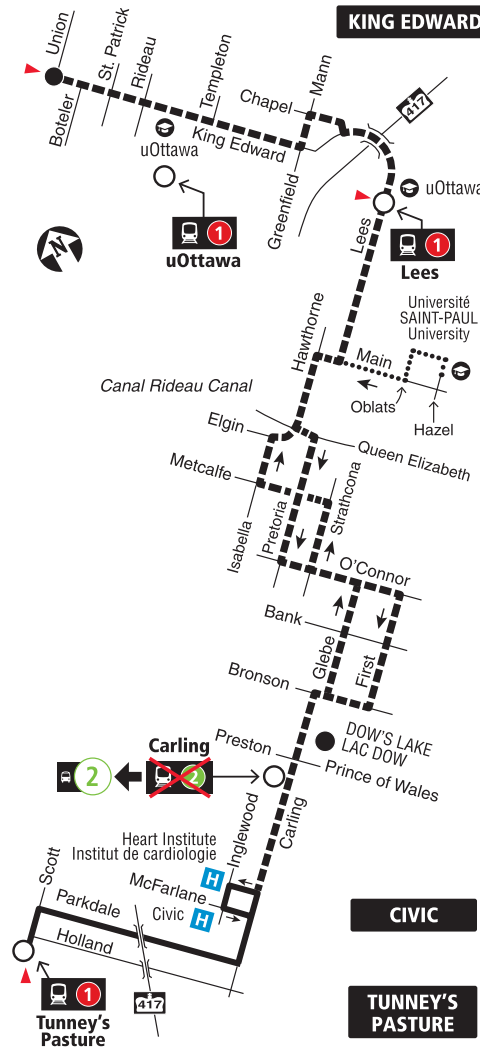 KING EDWARD
Union
St. Patrick
Rideau
Templeton
Mann
Chapel
417
Boteler
King Edward
uOttawa
Greenfield
uOttawa
1
uOttawa
Lees
1
Lees
N
Hawthorne
Université
SAINT-PAUL
University
Main
Oblats
Hazel
Canal Rideau Canal
Elgin
Queen Elizabeth
Metcalfe
Strathcona
Isabella
Pretoria
O'Connor
Bank
Glebe
First
Bronson
DOW'S LAKE
LAC DOW
Carling
Preston
Prince of Wales
2
2
Inglewood
Carling
Heart Institute
Institut de cardiologie
H
McFarlane
Civic
H
Scott
Parkdale
Holland
CIVIC
417
1
Tunney's
Pasture
TUNNEY'S
PASTURE